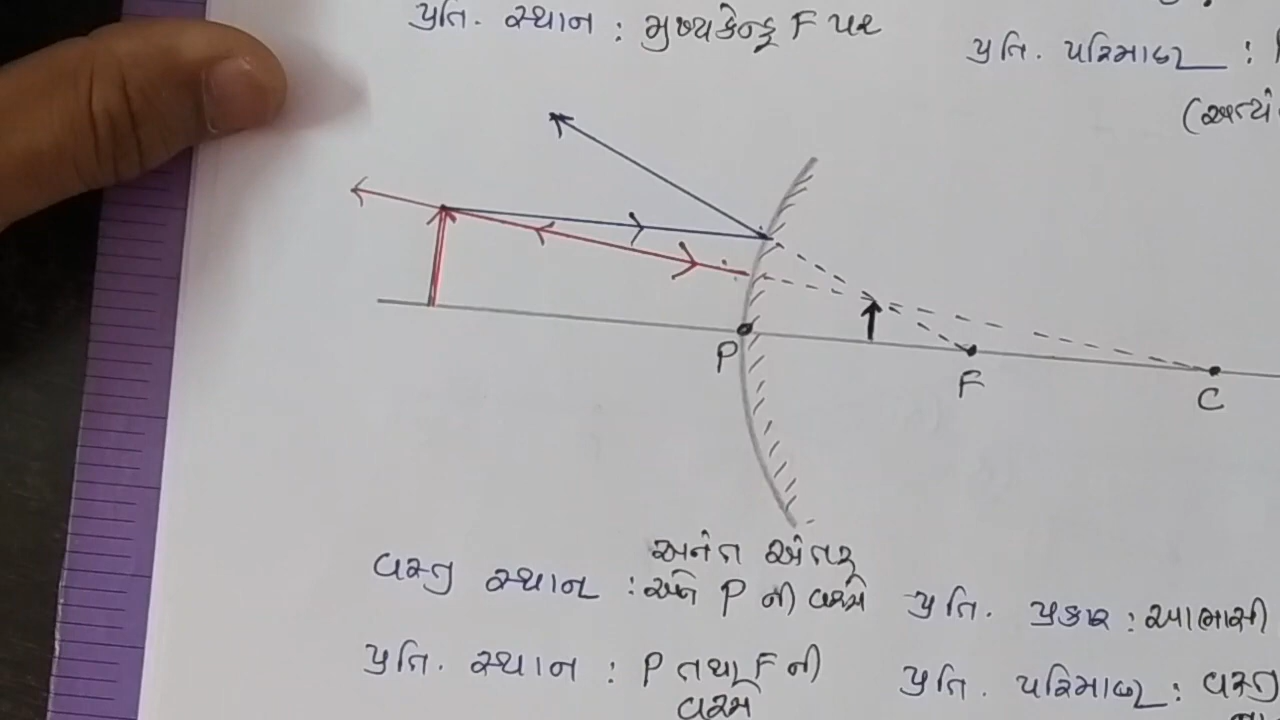 પ્રતિ. સ્થાન : મુખ્યકેન્દ્ર F પર
પ્રતિ. પરિમાણ :
(અત્યં
P
F
C
અનંત અંતર
વસ્તુ સ્થાન : અને P ની વચ્ચે
પ્રતિ. પ્રકાર : આભાસી
પ્રતિ. સ્થાન : P તથા F ની
વચ્ચે
પ્રતિ. પરિમાણ : વસ્તુ